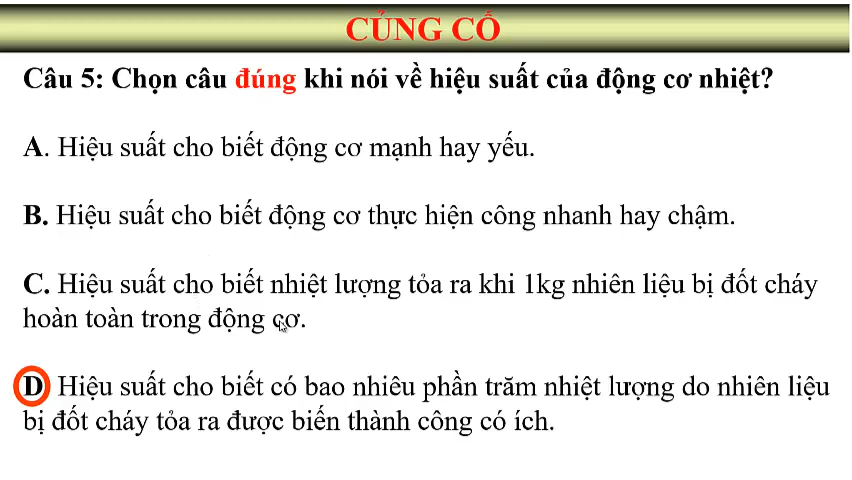 CỦNG CỐ
Câu 5: Chọn câu đúng khi nói về hiệu suất của động cơ nhiệt?
A. Hiệu suất cho biết động cơ mạnh hay yếu.
B. Hiệu suất cho biết động cơ thực hiện công nhanh hay chậm.
C. Hiệu suất cho biết nhiệt lượng tỏa ra khi 1kg nhiên liệu bị đốt cháy
hoàn toàn trong động cơ.
D Hiệu suất cho biết có bao nhiêu phần trăm nhiệt lượng do nhiên liệu
bị đốt cháy tỏa ra được biến thành công có ích.